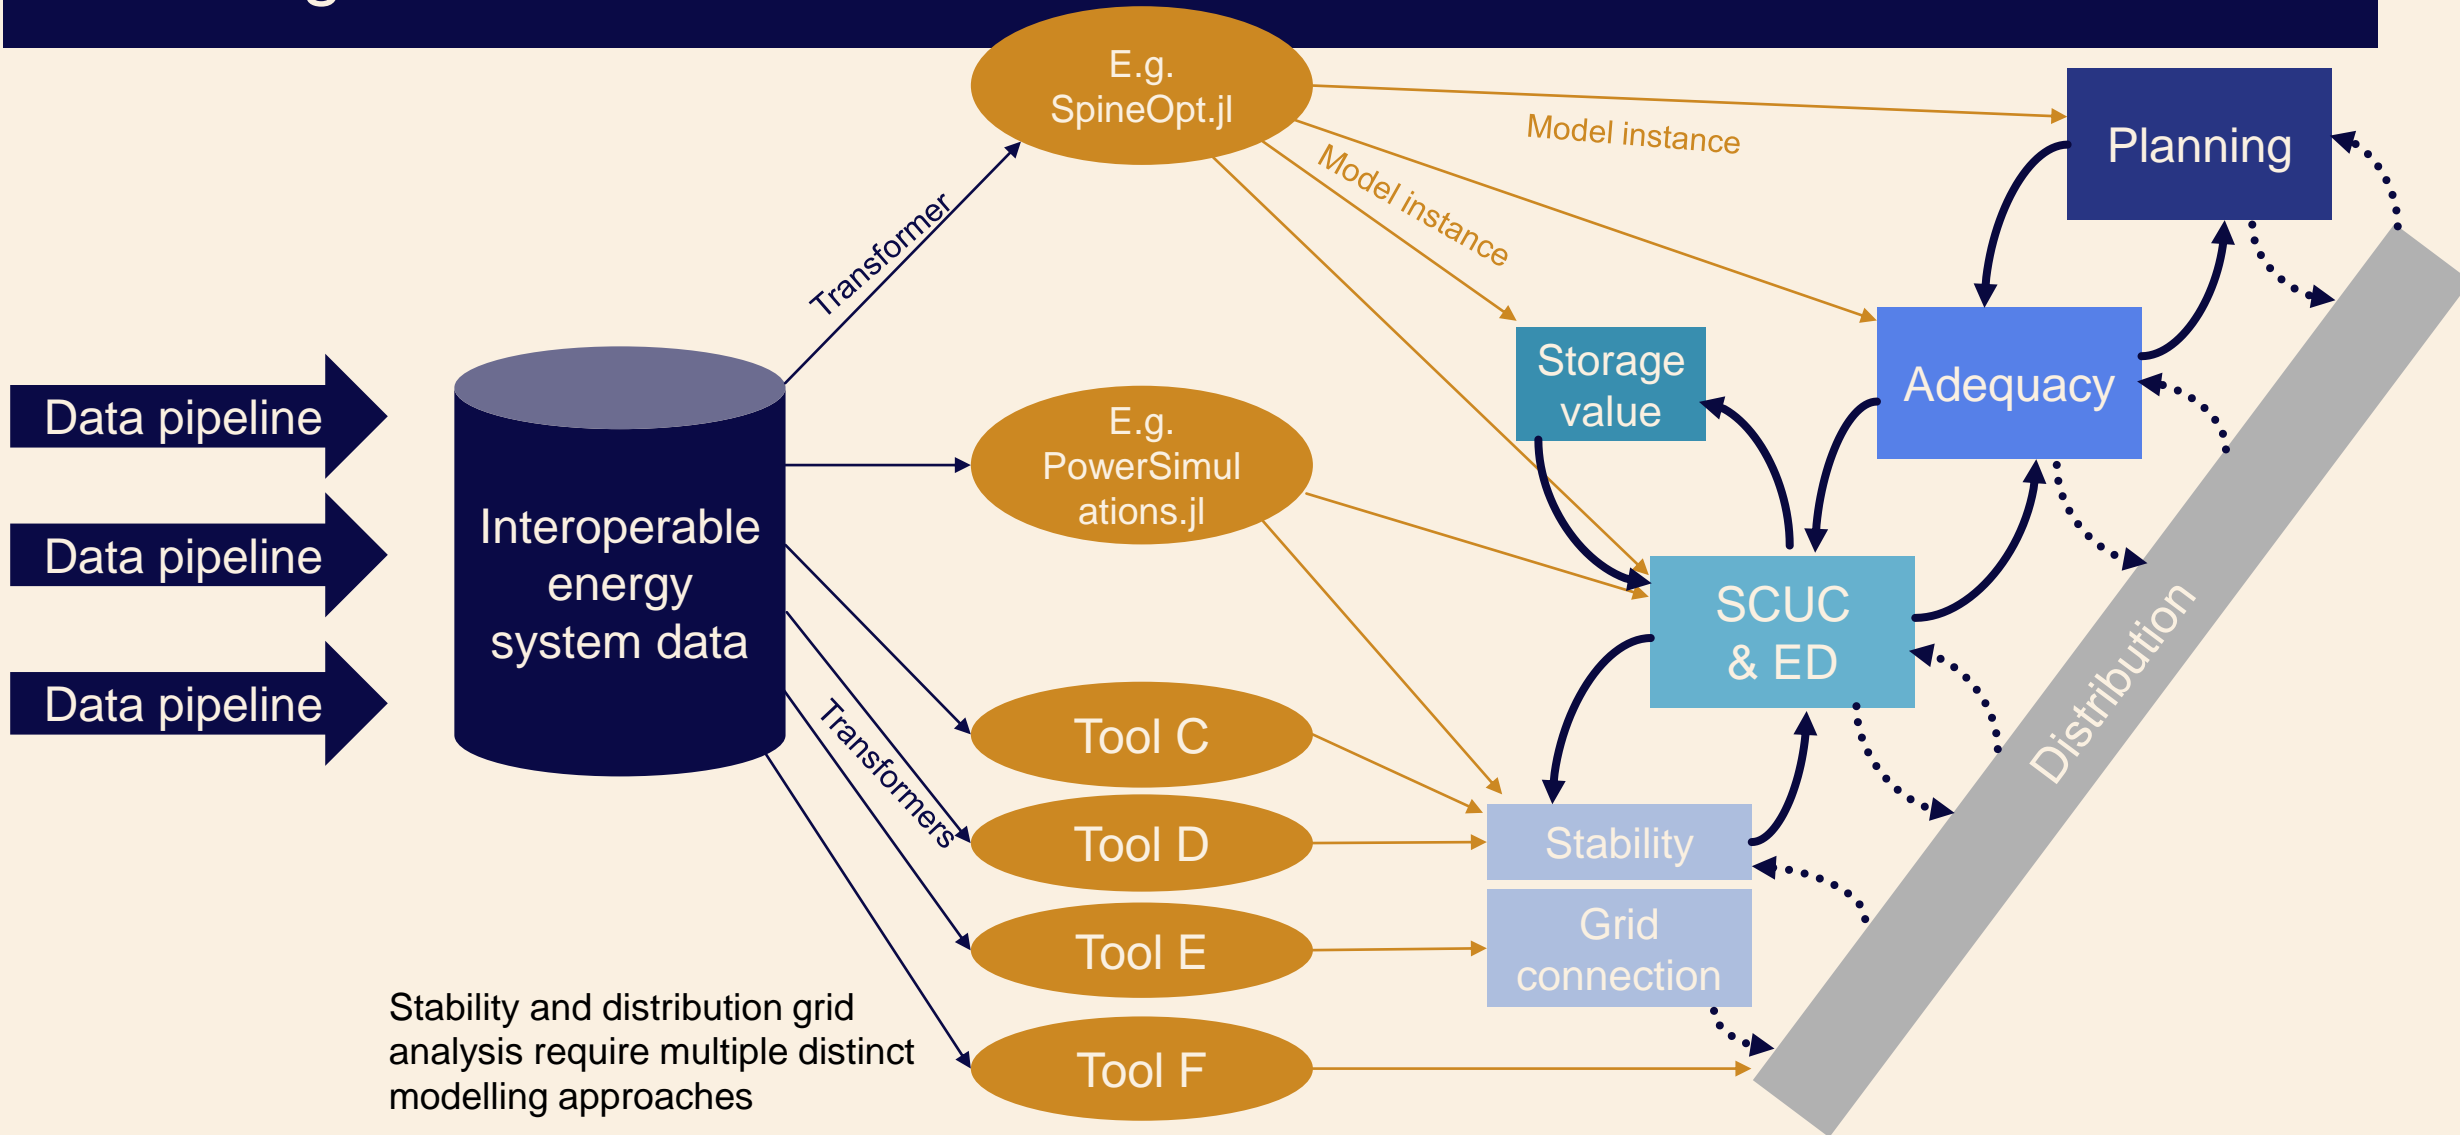 E.g.
SpineOpt.jl
Model instance
Model instance
Planning
Transformer
Storage
value
Adequacy
Data pipeline
Data pipeline
Data pipeline
Interoperable
energy
system data
E.g.
PowerSimul
ations.jl
SCUC
& ED
Distribution
Transformers
Tool C
Tool D
Tool E
Tool F
Stability
Grid
connection
Stability and distribution grid
analysis require multiple distinct
modelling approaches